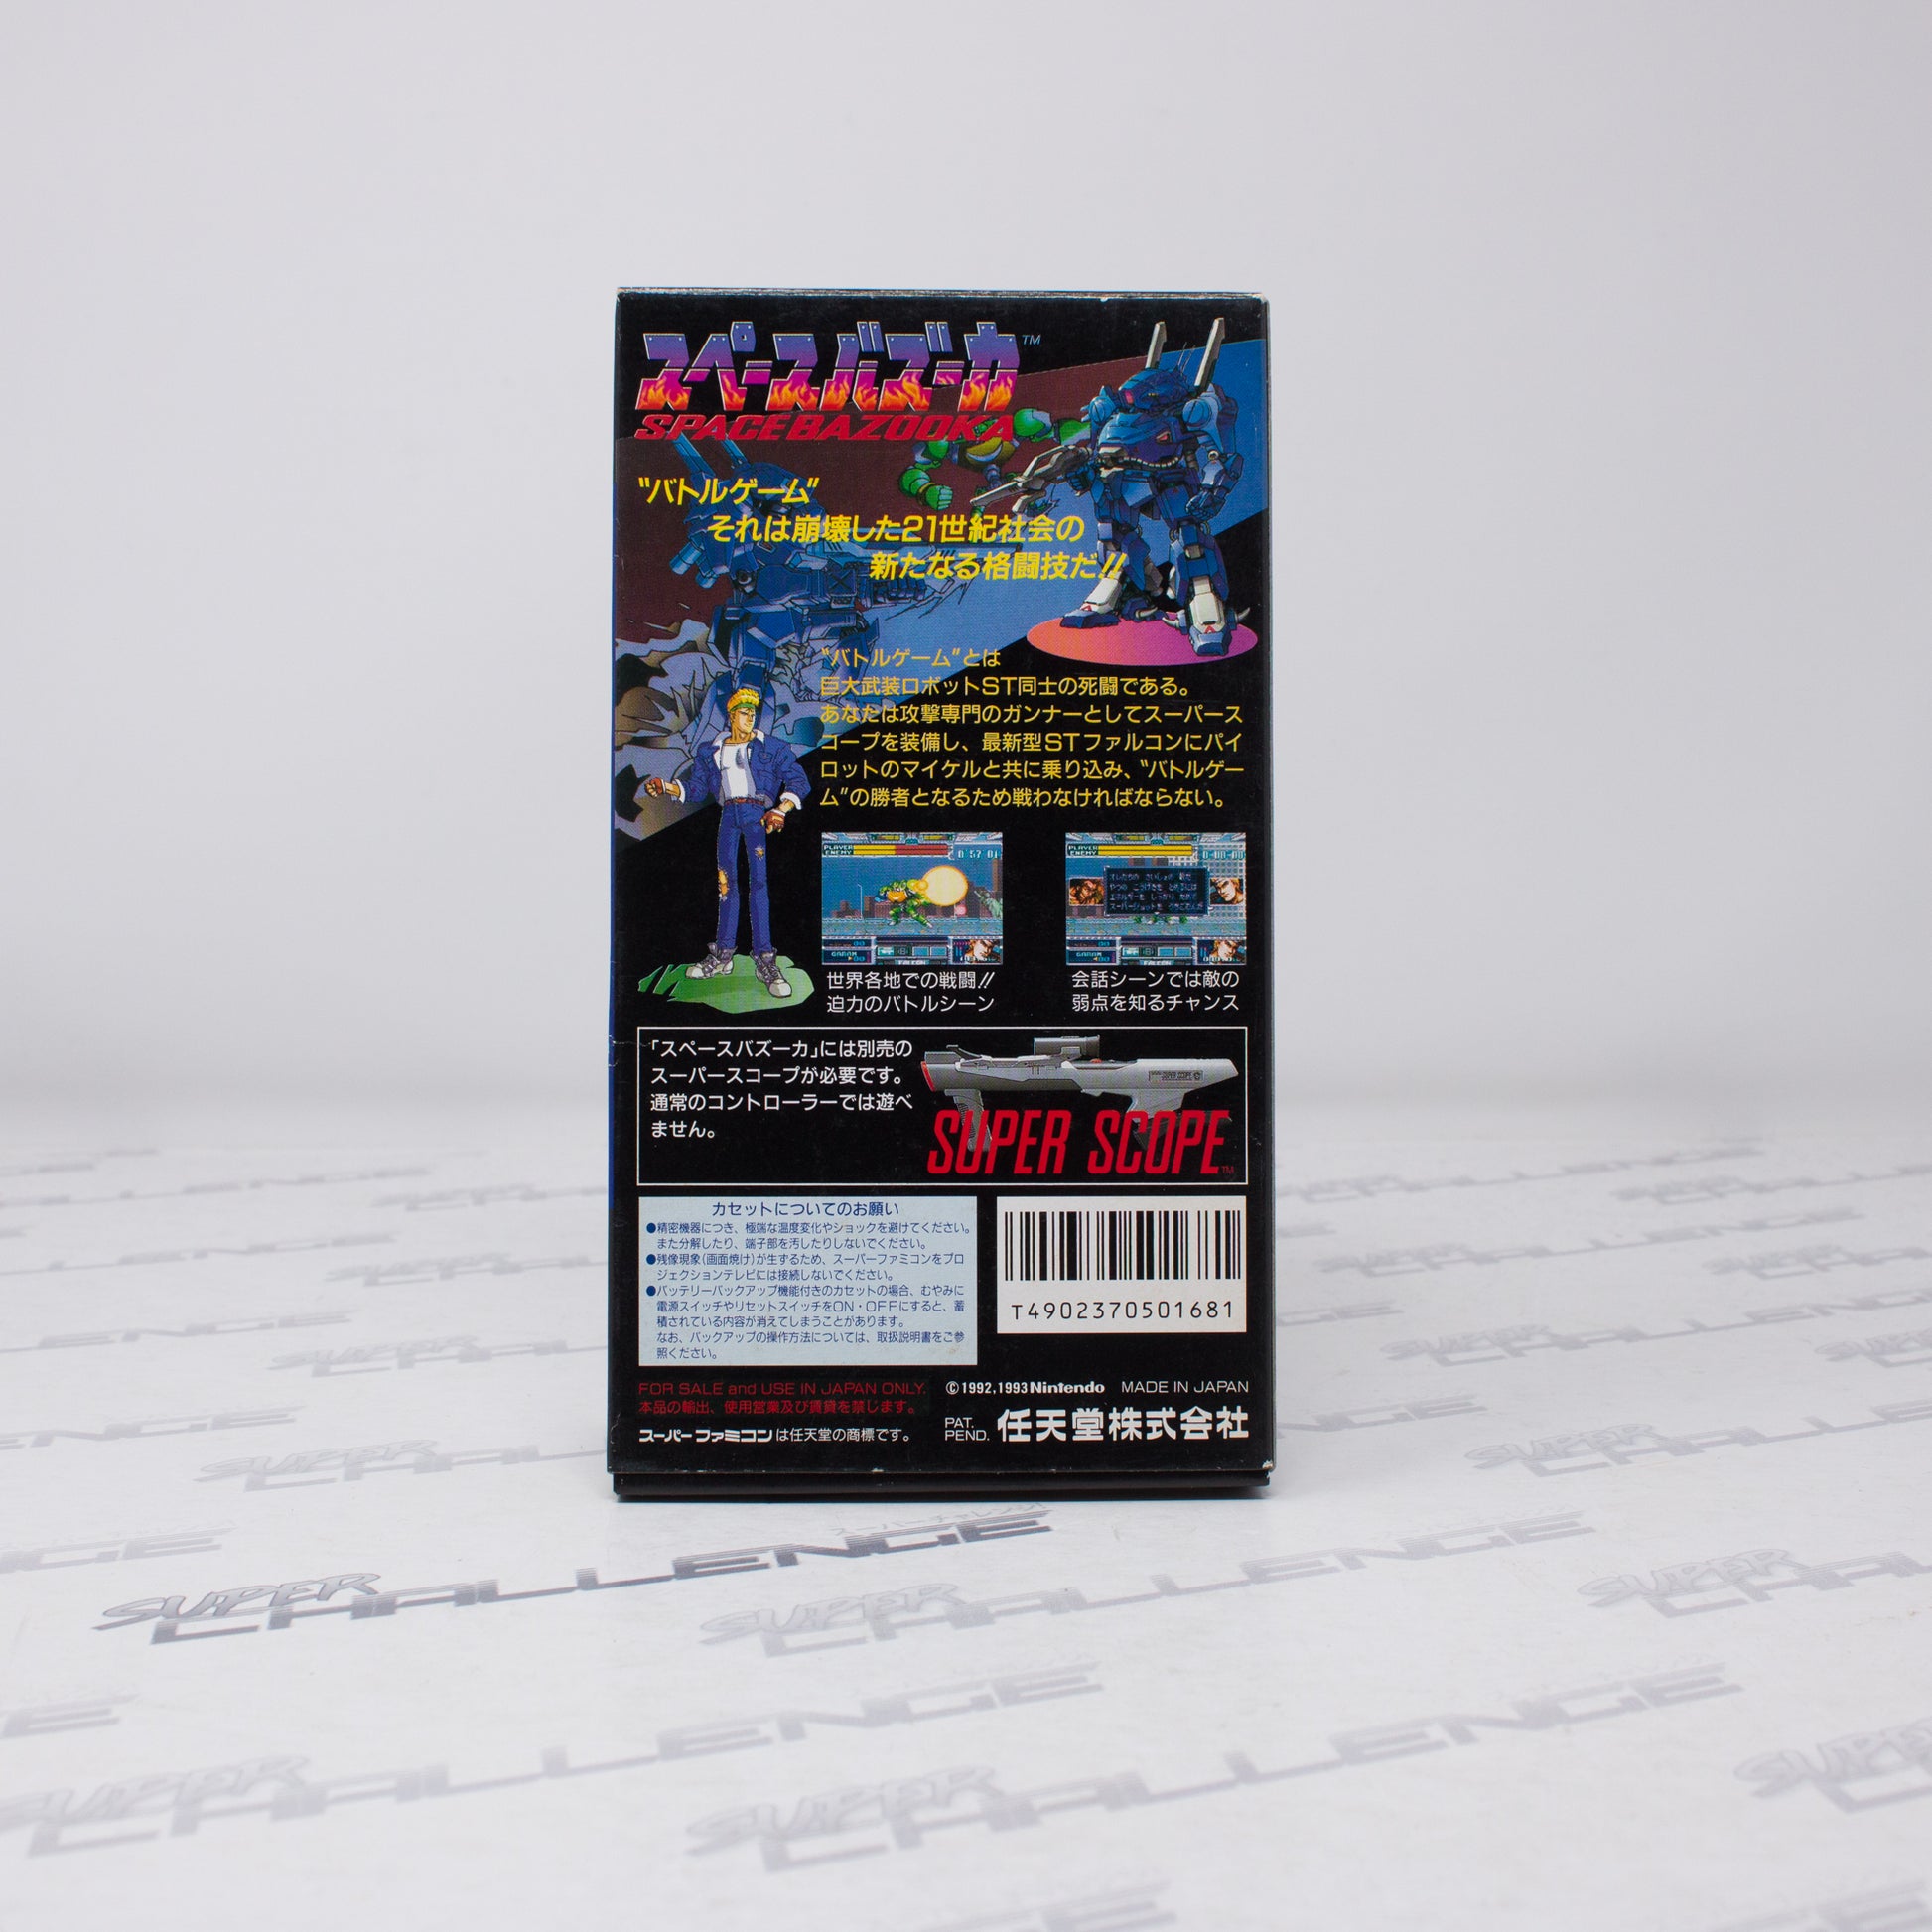 スペースバズーカ™
SPACE BAZOOKA
"バトルゲーム"
それは崩壊した21世紀社会の
新たなる格闘技だ!!
"バトルゲーム"とは
巨大武装ロボットST同士の死闘である。
あなたは攻撃専門のガンナーとしてスーパース
コープを装備し、最新型STファルコンにパイ
ロットのマイケルと共に乗り込み、"バトルゲー
ム"の勝者となるため戦わなければならない。
PLAYER
ENEMY
0 57 01
GARAM
FALCON
世界各地での戦闘!!
迫力のバトルシーン
PLAYER
ENEMY
GARAM
FALCON
会話シーンでは敵の
弱点を知るチャンス
「スペースバズーカ」には別売の
スーパースコープが必要です。
通常のコントローラーでは遊べ
ません。
SUPER SCOPE™
カセットについてのお願い
●精密機器につき、極端な温度変化やショックを避けてください。
また分解したり、端子部を汚したりしないでください。
●残像現象(画面焼け)が生ずるため、スーパーファミコンをプロ
ジェクションテレビには接続しないでください。
●バッテリーバックアップ機能付きのカセットの場合、むやみに
電源スイッチやリセットスイッチをON・OFFにすると、蓄
積されている内容が消えてしまうことがあります。
なお、バックアップの操作方法については、取扱説明書をご参
照ください。
T4902370501681
FOR SALE and USE IN JAPAN ONLY.
本品の輸出、使用営業及び賃貸を禁じます。
スーパーファミコンは任天堂の商標です。
©1992,1993 Nintendo MADE IN JAPAN
PAT. PEND. 任天堂株式会社
スーパーチャレンジ
SUPER CHALLENGE